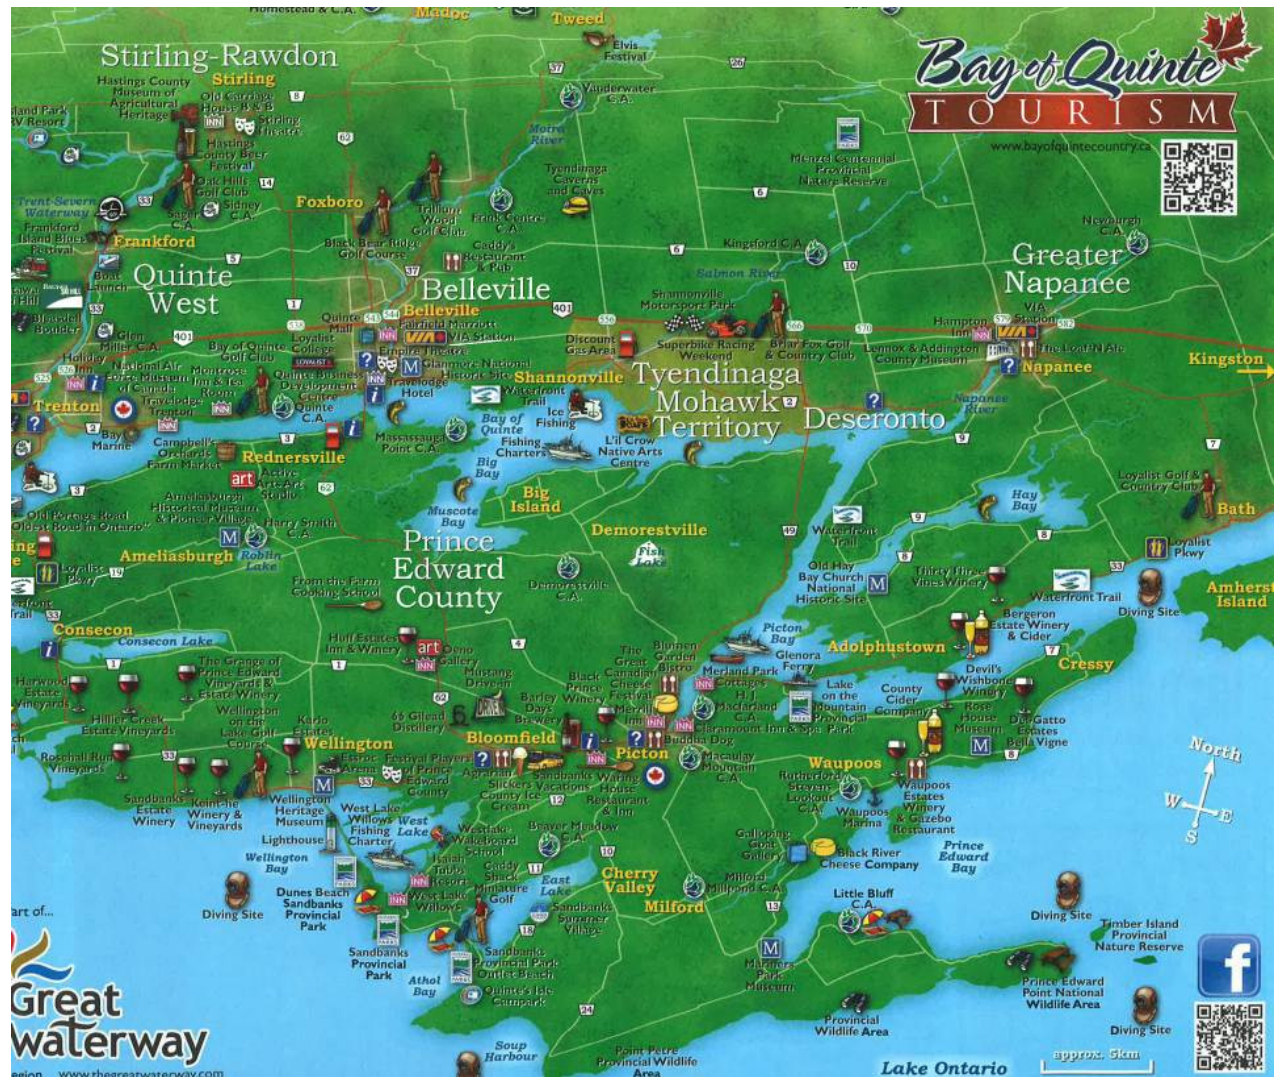 Homestead & C.A.
Madoc
Tweed
Elvis
Festival
Stirling-Rawdon
Stirling
Hastings County
Museum of
Agricultural
Heritage
Old Carriage
House B & B
Stirling
Theatre
Hastings
County Beer
Festival
Island Park
RV Resort
Oak Hills
Golf Club
Sager
C.A.
Sidney
C.A.
Trent-Severn
Waterway
Frankford
Island Blues
Festival
Frankford
Boat
Launch
Quinte
West
Vanderwater
C.A.
Moira
River
Foxboro
Trillium
Wood
Golf Club
Black Bear Ridge
Golf Course
Frink Centre
C.A.
Tyendinaga
Caverns
and Caves
Caddy's
Restaurant
& Pub
Menzel Centennial
Provincial
Nature Reserve
Bay of Quinte
TOURISM
www.bayofquintecountry.ca
Kingsford C.A.
Salmon River
Newburgh
C.A.
Greater
Napanee
VIA
Station
Hampton
Inn
The Loaf N Ale
Lennox & Addington
County Museum
Napanee
Napanee
River
Kingston
Belleville
Belleville
Quinte
Mall
Fairfield Marriott
VIA Station
Loyalist
College
Empire Theatre
Glanmore National
Historic Site
Quinte Business
Development
Centre
Travelodge
Hotel
Quinte
C.A.
Bay of Quinte
Golf Club
Montrose
Inn & Tea
Room
Glen
Miller C.A.
Blaasdell
Boulder
Holiday
Inn
National Air
Force Museum
of Canada
Travelodge
Trenton
Trenton
Bay
Marine
Campbell's
Orchards
Farm Market
Rednersville
Active
Arts Art
Studio
Shannonville
Motorsport Park
Superbike Racing
Weekend
Briar Fox Golf
& Country Club
Discount
Gas Area
Shannonville
Tyendinaga
Mohawk
Territory
Deseronto
Waterfront
Trail
Ice
Fishing
Bay of
Quinte
Fishing
Charters
Massassauga
Point C.A.
L'il Crow
Native Arts
Centre
Big
Bay
Big
Island
Muscote
Bay
Old Portage Road
"Oldest Road in Ontario"
Ameliasburgh
Historical Museum
& Pioneer Village
Harry Smith
C.A.
Ameliasburgh
Roblin
Lake
Loyalist
Pkwy
Prince
Edward
County
From the Farm
Cooking School
Demorestville
Fish
Lake
Demorestville
C.A.
Waterfront
Trail
Hay
Bay
Loyalist Golf &
Country Club
Bath
Loyalist
Pkwy
Old Hay
Bay Church
National
Historic Site
Thirty Three
Vines Winery
Waterfront Trail
Diving Site
Amherst
Island
Consecon
Consecon Lake
Harwood
Estate
Vineyards
Hillier Creek
Estate Vineyards
The Grange of
Prince Edward
Vineyards &
Estate Winery
Huff Estates
Inn & Winery
Oeno
Gallery
Mustang
Drive-in
66 Gilead
Distillery
Barley
Days
Brewery
Black
Prince
Winery
The
Great
Canadian
Cheese
Festival
Blumen
Garden
Bistro
Merrill
Inn
Picton
Bay
Glenora
Ferry
Merland Park
Cottages
H.J.
Macfarland
C.A.
Claramount Inn & Spa
Buddha Dog
Lake
on the
Mountain
Provincial
Park
Adolphustown
Bergeron
Estate Winery
& Cider
Cressy
Devil's
Wishbone
Winery
County
Cider
Company
Rose
House
Museum
Del Gatto
Estates
Bella Vigne
Rosehall Run
Vineyards
Sandbanks
Estate
Winery
Keint-he
Winery &
Vineyards
Wellington
on the
Lake Golf
Course
Karlo
Estates
Wellington
Essroc
Arena
Festival Players
of Prince
Edward
County
Bloomfield
Agrarian
Slickers
County Ice
Cream
Sandbanks
Vacations
Waring
House
Restaurant
& Inn
Picton
Macaulay
Mountain
C.A.
Waupoos
Rutherford
Stevens
Lookout
C.A.
Waupoos
Marina
Waupoos
Estates
Winery
& Gazebo
Restaurant
Prince
Edward
Bay
North
W
E
S
Wellington
Heritage
Museum
Lighthouse
Wellington
Bay
West Lake
Willows
Fishing
Charter
West
Lake
Westlake
Wakeboard
School
Isaiah
Tubbs
Resort
West Lake
Willows
Caddy
Shack
Miniature
Golf
Beaver Meadow
C.A.
East
Lake
Sandbanks
Summer
Village
Cherry
Valley
Milford
Milford
Millpond C.A.
Galloping
Goat
Gallery
Black River
Cheese Company
Little Bluff
C.A.
Diving Site
Dunes Beach
Sandbanks
Provincial
Park
Sandbanks
Provincial
Park
Athol
Bay
Sandbanks
Provincial Park
Outlet Beach
Quinte's Isle
Campark
Mariners
Park
Museum
Provincial
Wildlife Area
Diving Site
Timber Island
Provincial
Nature Reserve
Prince Edward
Point National
Wildlife Area
Diving Site
Soup
Harbour
Point Petre
Provincial Wildlife
Area
Lake Ontario
approx. 5km
art of...
Great
waterway
egion www.thegreatwaterway.com